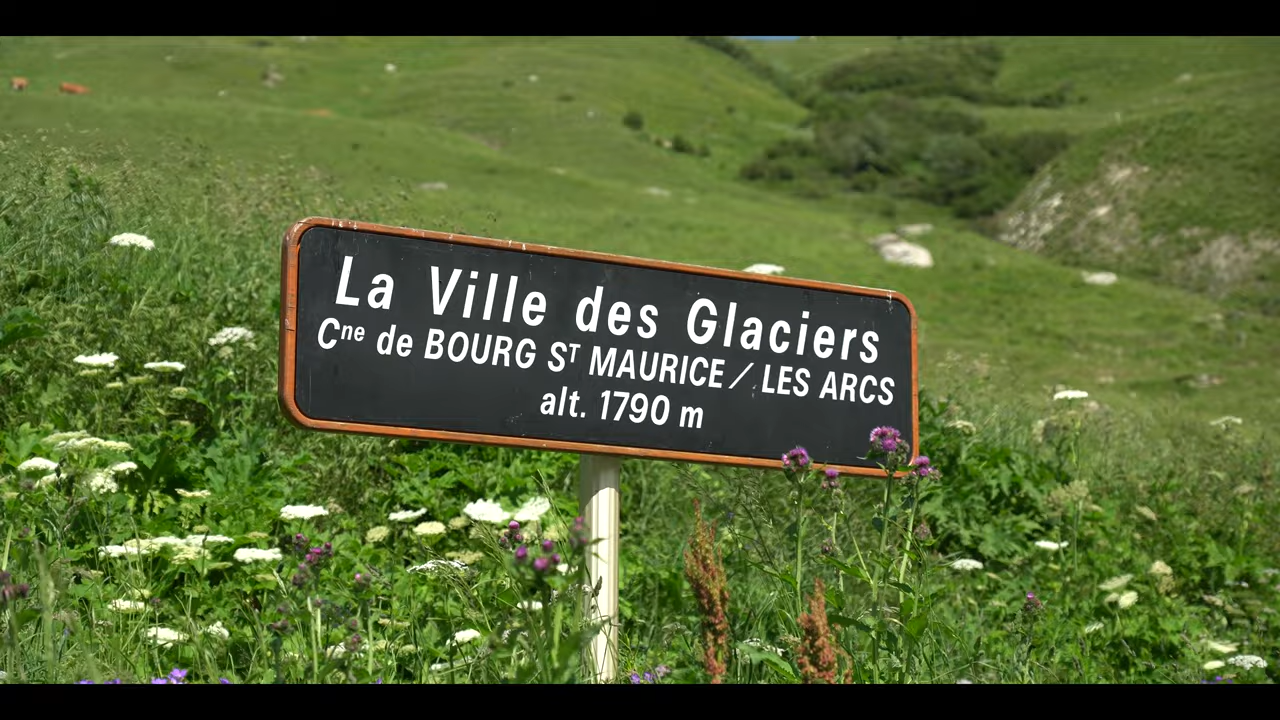 La Ville des Glaciers
Cne de BOURG ST MAURICE / LES ARCS
alt. 1790 m